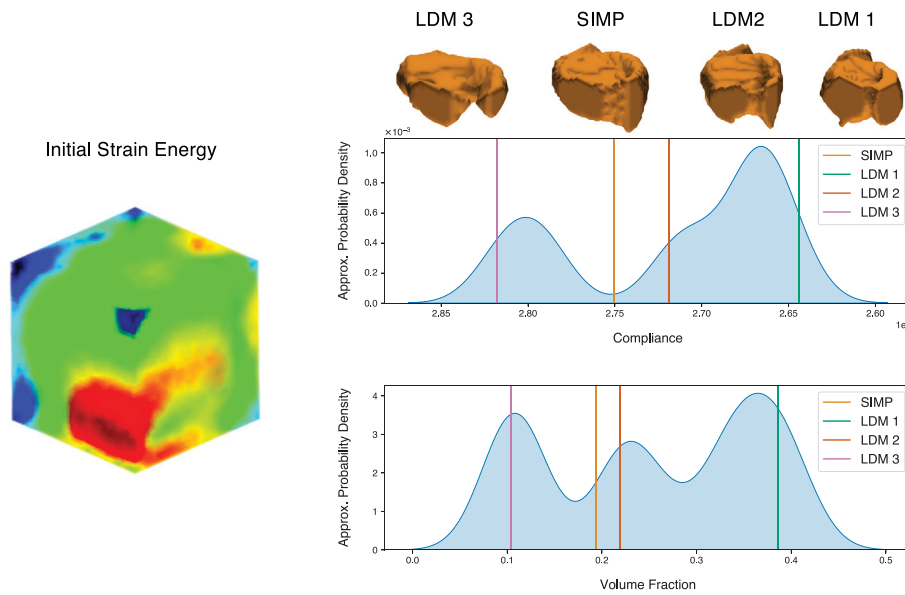 LDM 3 SIMP LDM2 LDM 1
Initial Strain Energy
×10⁻³
Approx. Probability Density
1.0
0.8
0.6
0.4
0.2
0.0
SIMP
LDM 1
LDM 2
LDM 3
2.85 2.80 2.75 2.70 2.65 2.60
1e
Compliance
Approx. Probability Density
4
3
2
1
0
SIMP
LDM 1
LDM 2
LDM 3
0.0 0.1 0.2 0.3 0.4 0.5
Volume Fraction